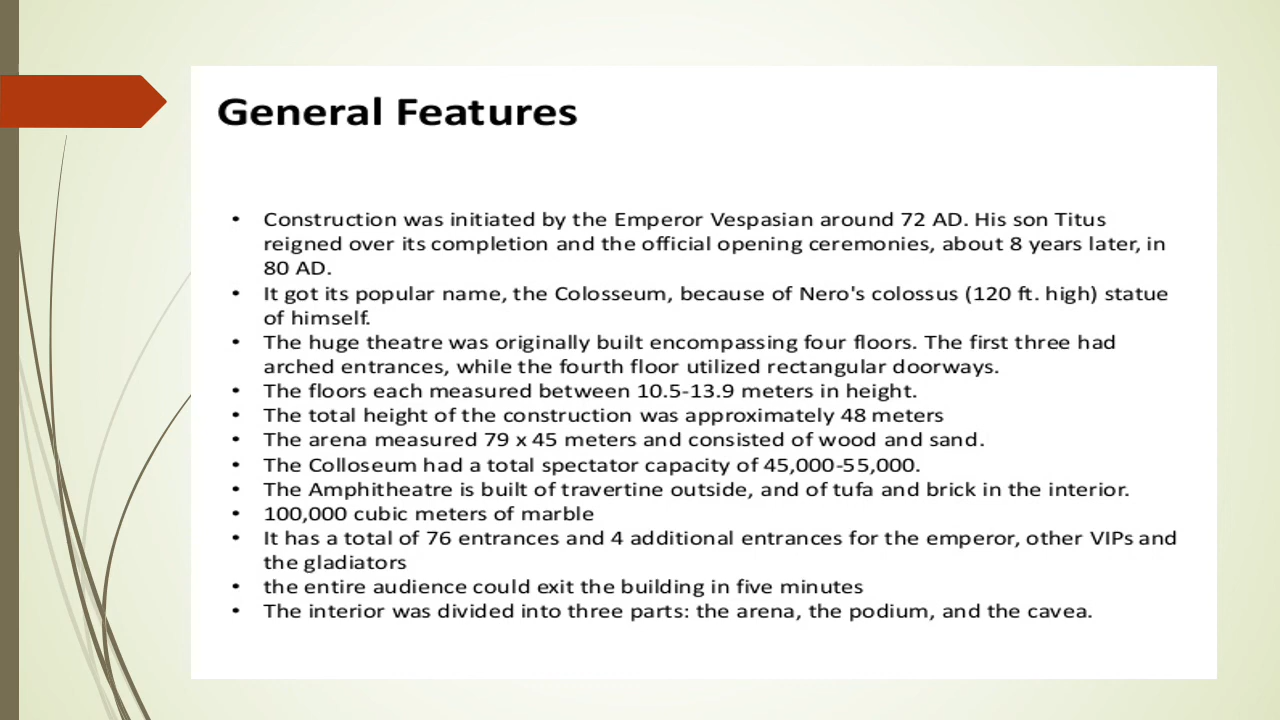 General Features
• Construction was initiated by the Emperor Vespasian around 72 AD. His son Titus
reigned over its completion and the official opening ceremonies, about 8 years later, in
80 AD.
• It got its popular name, the Colosseum, because of Nero's colossus (120 ft. high) statue
of himself.
• The huge theatre was originally built encompassing four floors. The first three had
arched entrances, while the fourth floor utilized rectangular doorways.
• The floors each measured between 10.5-13.9 meters in height.
• The total height of the construction was approximately 48 meters
• The arena measured 79 x 45 meters and consisted of wood and sand.
• The Colloseum had a total spectator capacity of 45,000-55,000.
• The Amphitheatre is built of travertine outside, and of tufa and brick in the interior.
• 100,000 cubic meters of marble
• It has a total of 76 entrances and 4 additional entrances for the emperor, other VIPs and
the gladiators
• the entire audience could exit the building in five minutes
• The interior was divided into three parts: the arena, the podium, and the cavea.